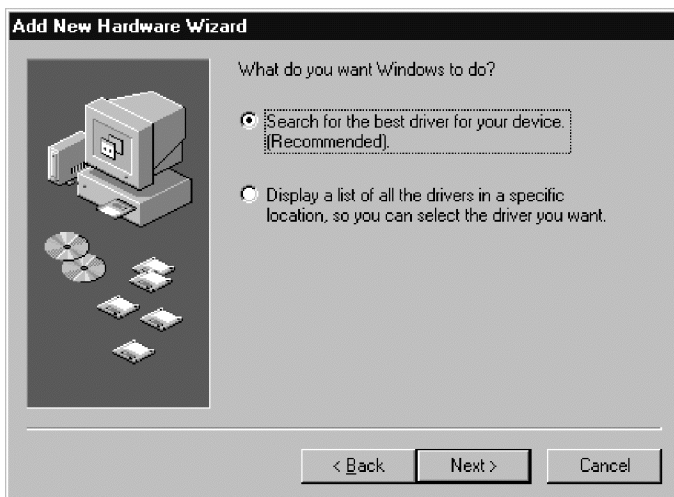 Add New Hardware Wizard
What do you want Windows to do?
Search for the best driver for your device.
(Recommended).
Display a list of all the drivers in a specific
location, so you can select the driver you want.
< Back
Next >
Cancel